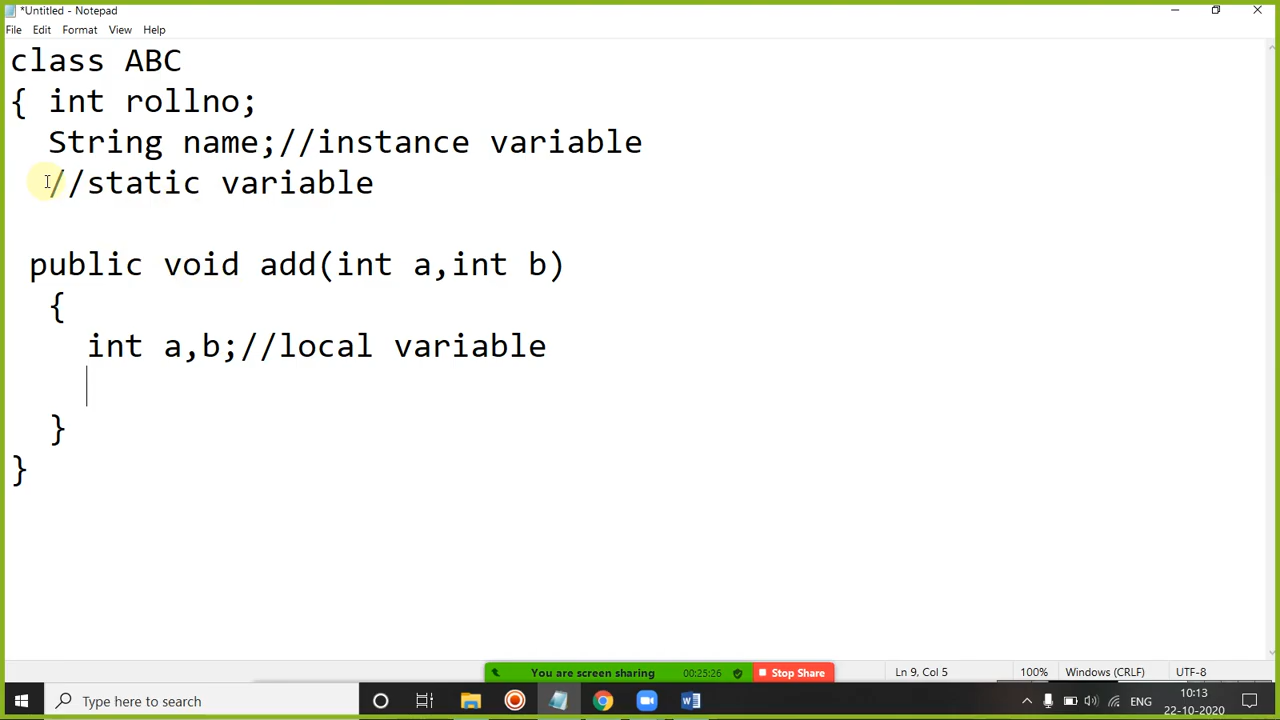 *Untitled - Notepad
File Edit Format View Help
class ABC
{ int rollno;
String name;//instance variable
//static variable
public void add(int a,int b)
{
int a,b;//local variable
}
}
You are screen sharing 00:25:26 Stop Share
Ln 9, Col 5 100% Windows (CRLF) UTF-8
Type here to search
ENG
10:13
22-10-2020